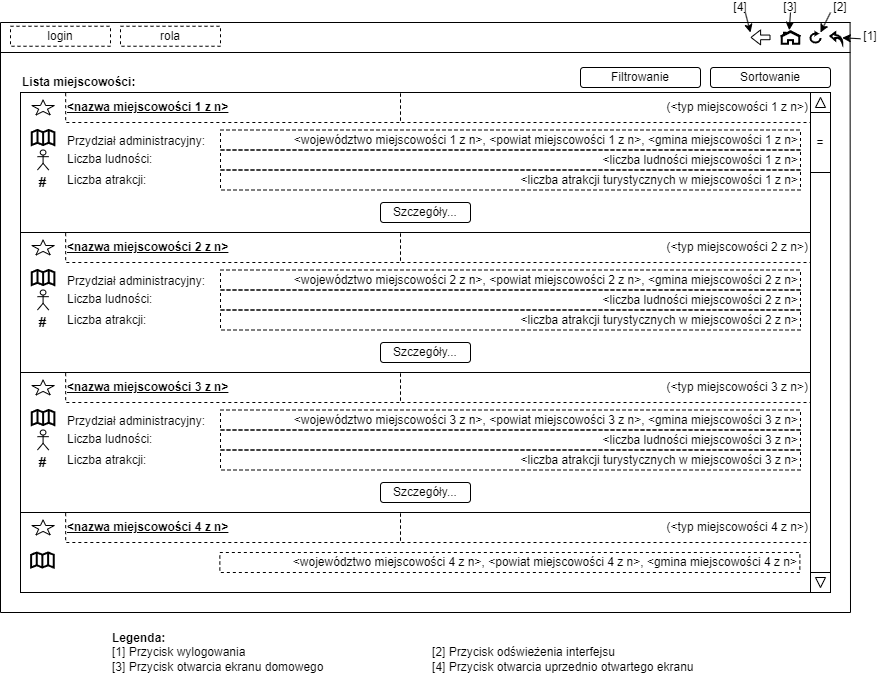 [4] [3] [2]
login rola [1]
Lista miejscowości: Filtrowanie Sortowanie
<nazwa miejscowości 1 z n> (<typ miejscowości 1 z n>)
Przydział administracyjny: <województwo miejscowości 1 z n>, <powiat miejscowości 1 z n>, <gmina miejscowości 1 z n> =
Liczba ludności: <liczba ludności miejscowości 1 z n>
# Liczba atrakcji: <liczba atrakcji turystycznych w miejscowości 1 z n>
Szczegóły...
<nazwa miejscowości 2 z n> (<typ miejscowości 2 z n>)
Przydział administracyjny: <województwo miejscowości 2 z n>, <powiat miejscowości 2 z n>, <gmina miejscowości 2 z n>
Liczba ludności: <liczba ludności miejscowości 2 z n>
# Liczba atrakcji: <liczba atrakcji turystycznych w miejscowości 2 z n>
Szczegóły...
<nazwa miejscowości 3 z n> (<typ miejscowości 3 z n>)
Przydział administracyjny: <województwo miejscowości 3 z n>, <powiat miejscowości 3 z n>, <gmina miejscowości 3 z n>
Liczba ludności: <liczba ludności miejscowości 3 z n>
# Liczba atrakcji: <liczba atrakcji turystycznych w miejscowości 3 z n>
Szczegóły...
<nazwa miejscowości 4 z n> (<typ miejscowości 4 z n>)
<województwo miejscowości 4 z n>, <powiat miejscowości 4 z n>, <gmina miejscowości 4 z n>
Legenda:
[1] Przycisk wylogowania [2] Przycisk odświeżenia interfejsu
[3] Przycisk otwarcia ekranu domowego [4] Przycisk otwarcia uprzednio otwartego ekranu